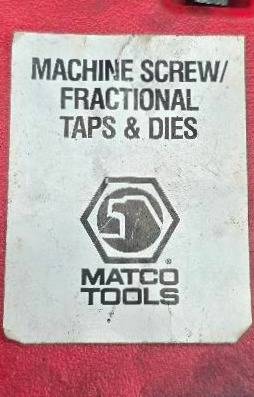 MACHINE SCREW/
FRACTIONAL
TAPS & DIES
®
MATCO
TOOLS